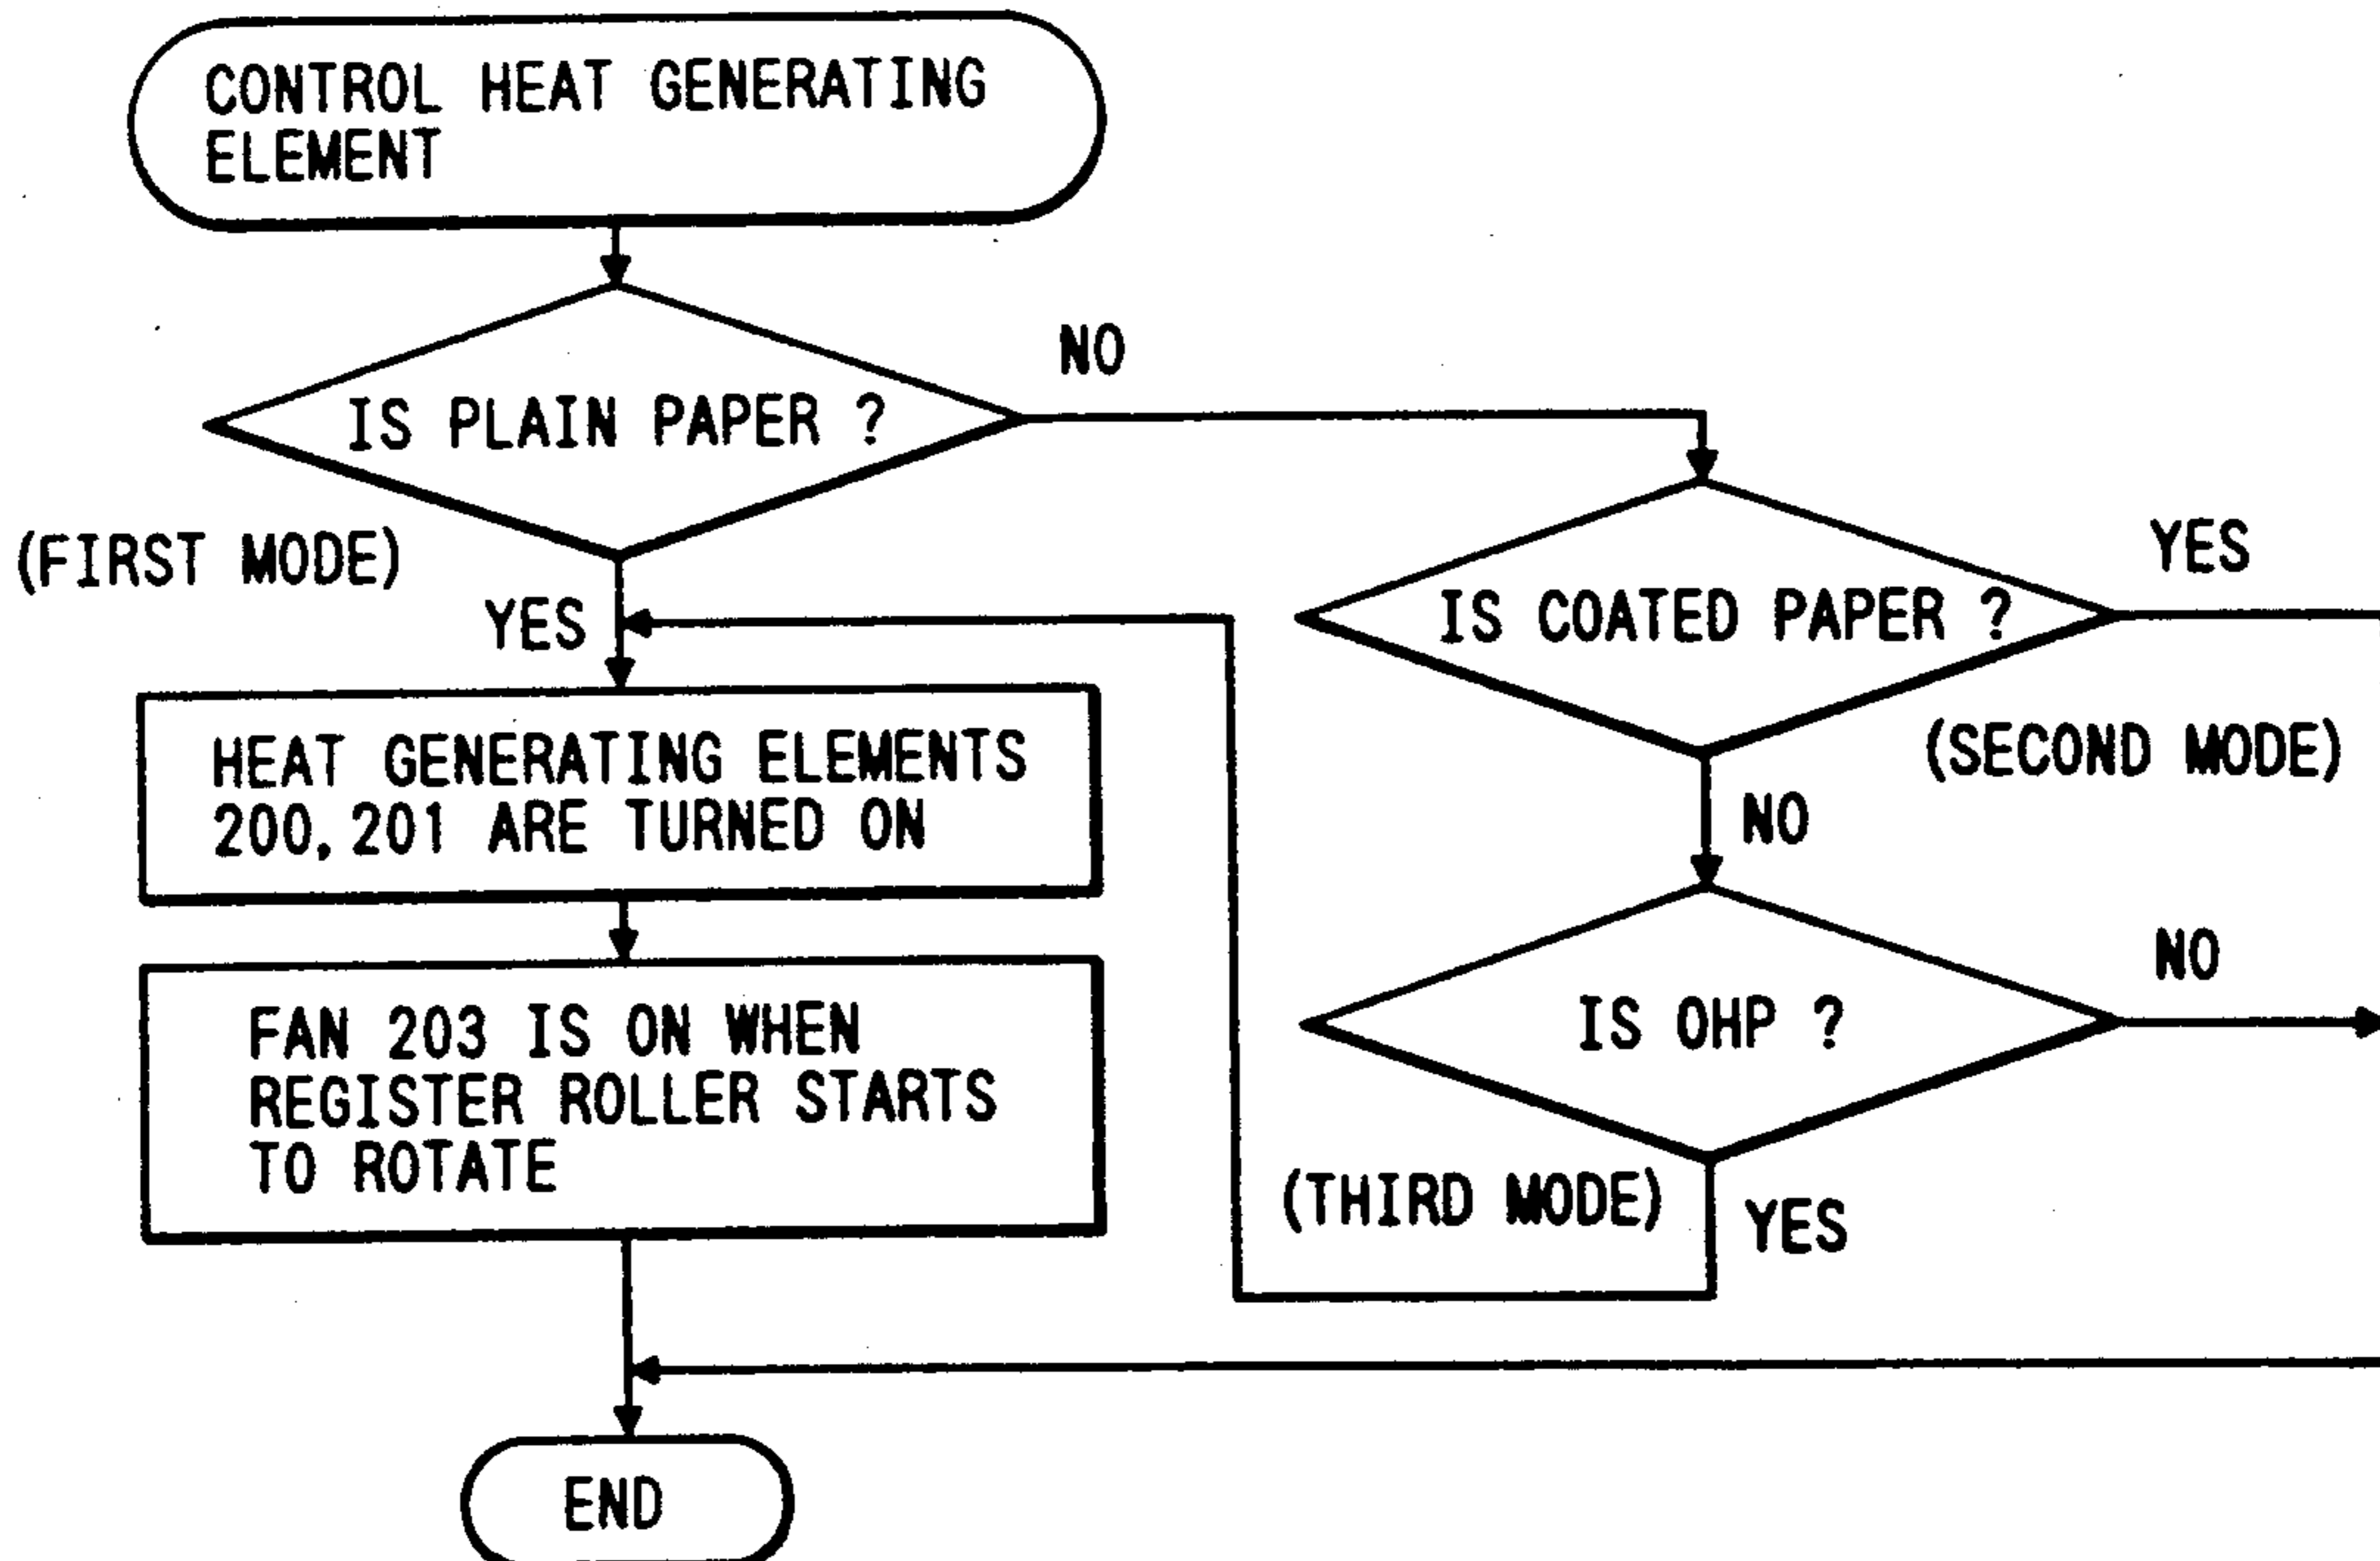 CONTROL HEAT GENERATING
ELEMENT
IS PLAIN PAPER ?
NO
(FIRST MODE)
YES
HEAT GENERATING ELEMENTS
200, 201 ARE TURNED ON
FAN 203 IS ON WHEN
REGISTER ROLLER STARTS
TO ROTATE
END
IS COATED PAPER ?
YES
(SECOND MODE)
NO
IS OHP ?
NO
(THIRD MODE)
YES